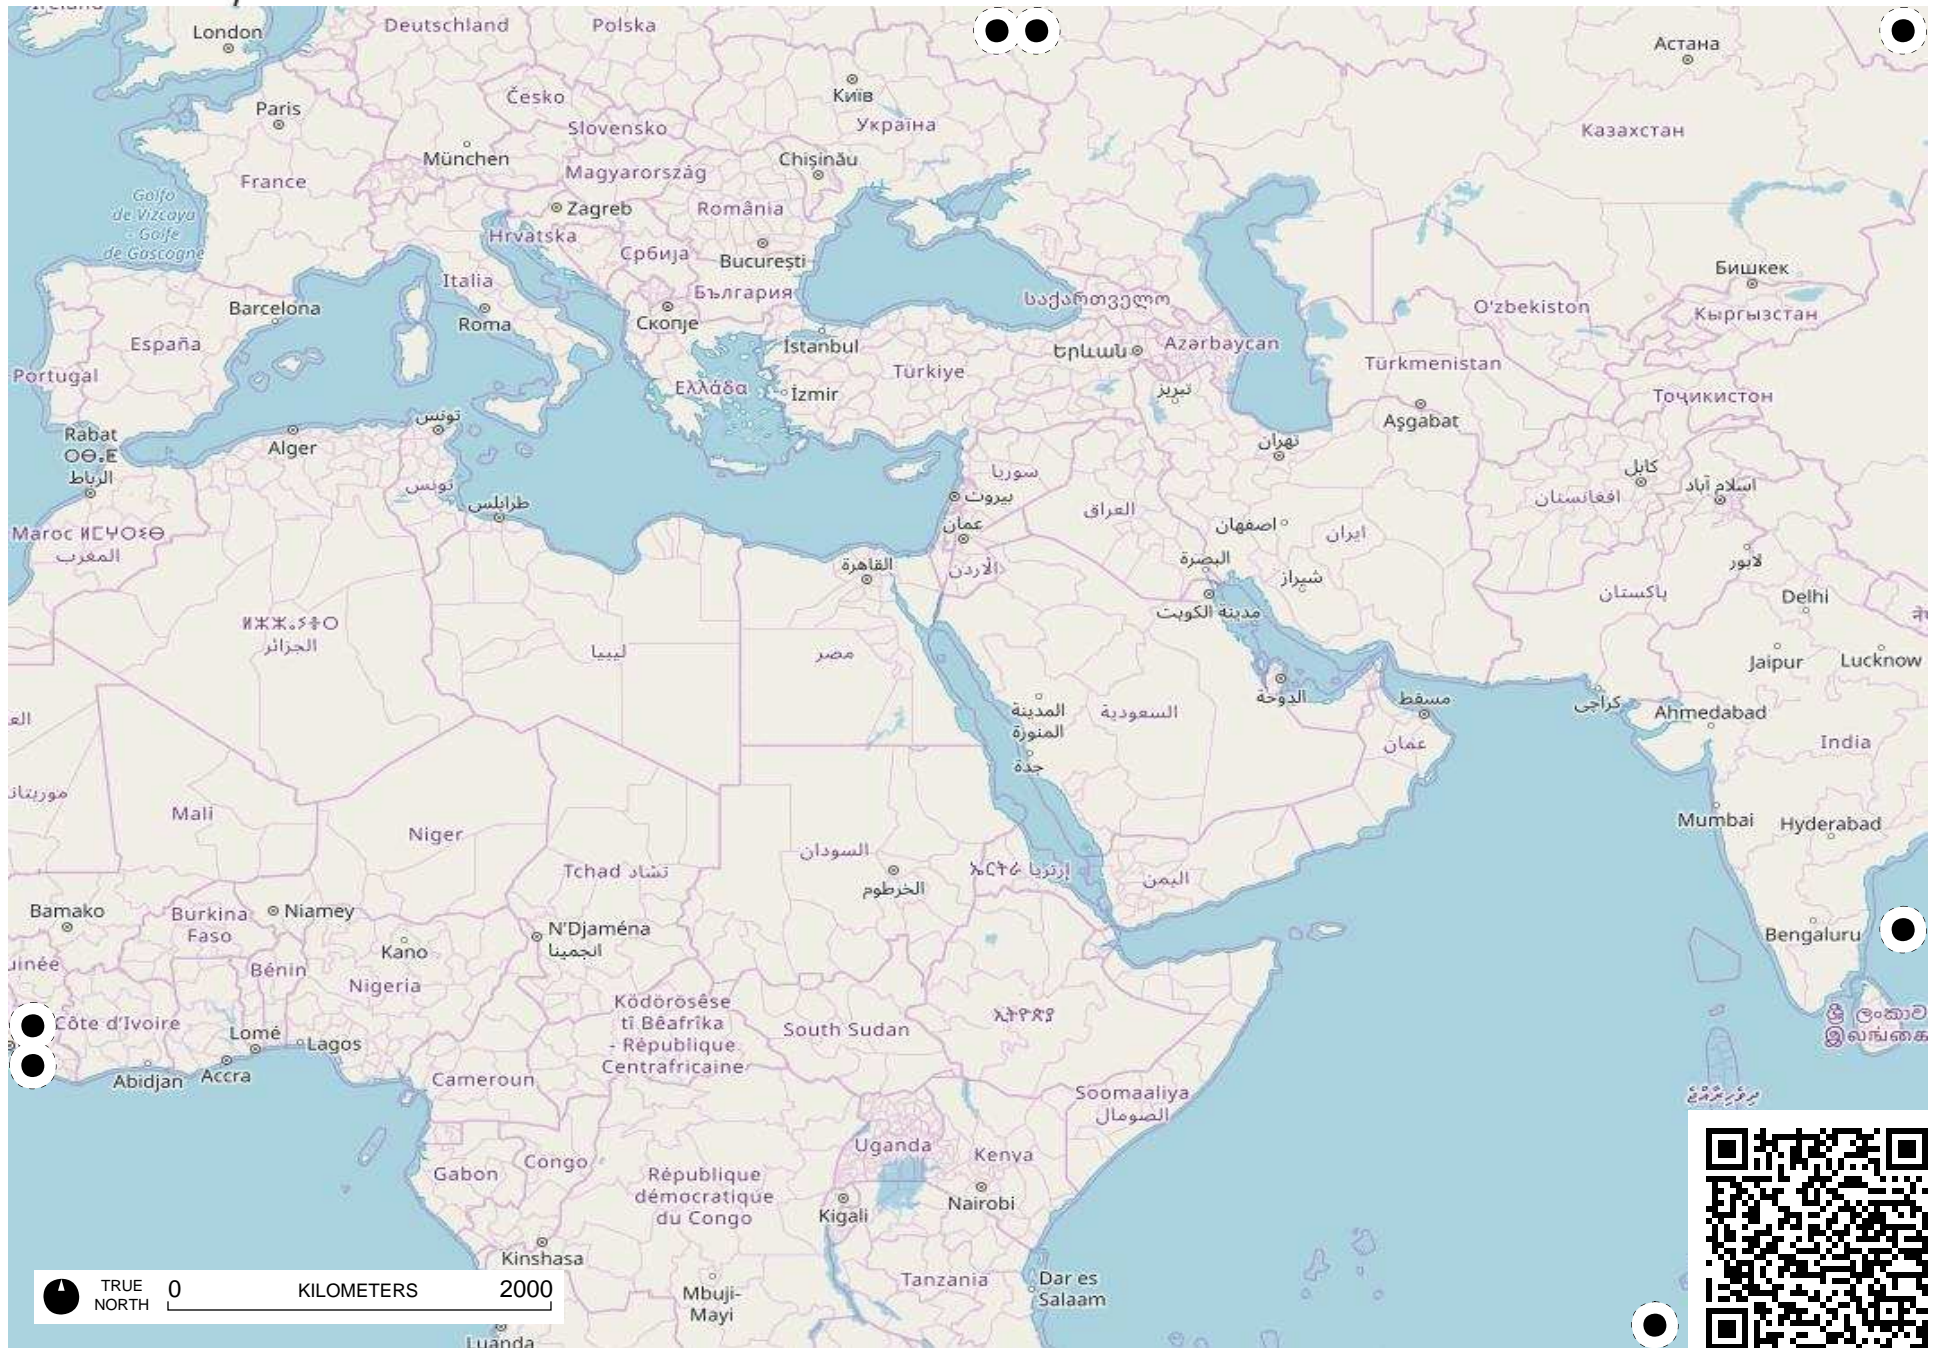 London
Deutschland
Polska
Астана
Paris
Česko
Київ
Україна
Slovensko
Казахстан
München
Chișinău
Magyarország
France
Golfo
de Vizcaya
- Golfe
de Gascogne
Zagreb
România
Hrvatska
Србија
București
Бишкек
Italia
България
საქართველო
O'zbekiston
Кыргызстан
Barcelona
Roma
Скопје
España
İstanbul
Երևան
Azərbaycan
Türkiye
Türkmenistan
Portugal
Ελλάδα
İzmir
تبریز
Тоҷикистон
تونس
Aşgabat
Rabat
ⵔⴱⴰⵟ
الرباط
Alger
تهران
سوريا
کابل
تونس
اسلام آباد
بيروت
افغانستان
طرابلس
العراق
عمان
اصفهان
ایران
Maroc ⵍⵎⵖⵔⵉⴱ
المغرب
القاهرة
الأردن
البصرة
شیراز
لاہور
پاکستان
Delhi
مدينة الكويت
ⵍⵣⵣⴰⵢⵔ
الجزائر
ليبيا
مصر
Jaipur
Lucknow
الدوحة
مسقط
کراچی
المدينة
المنورة
السعودية
Ahmedabad
عمان
India
جدة
Mali
Niger
Mumbai
Hyderabad
السودان
Tchad تشاد
ኤርትራ إرتريا
اليمن
الخرطوم
Bamako
Burkina
Faso
Niamey
N'Djaména
انجمينا
Kano
Bengaluru
Bénin
Nigeria
Ködörösêse
tî Bêafrîka
- République
Centrafricaine
Côte d'Ivoire
Lomé
Lagos
South Sudan
ኢትዮጵያ
Abidjan
Accra
Cameroun
Soomaaliya
الصومال
ދިވެހިރާއްޖެ
Uganda
Kenya
Gabon
Congo
République
démocratique
du Congo
Kigali
Nairobi
Kinshasa
Tanzania
Mbuji-
Mayi
Dar es
Salaam
TRUE
NORTH
0
KILOMETERS
2000
Luanda